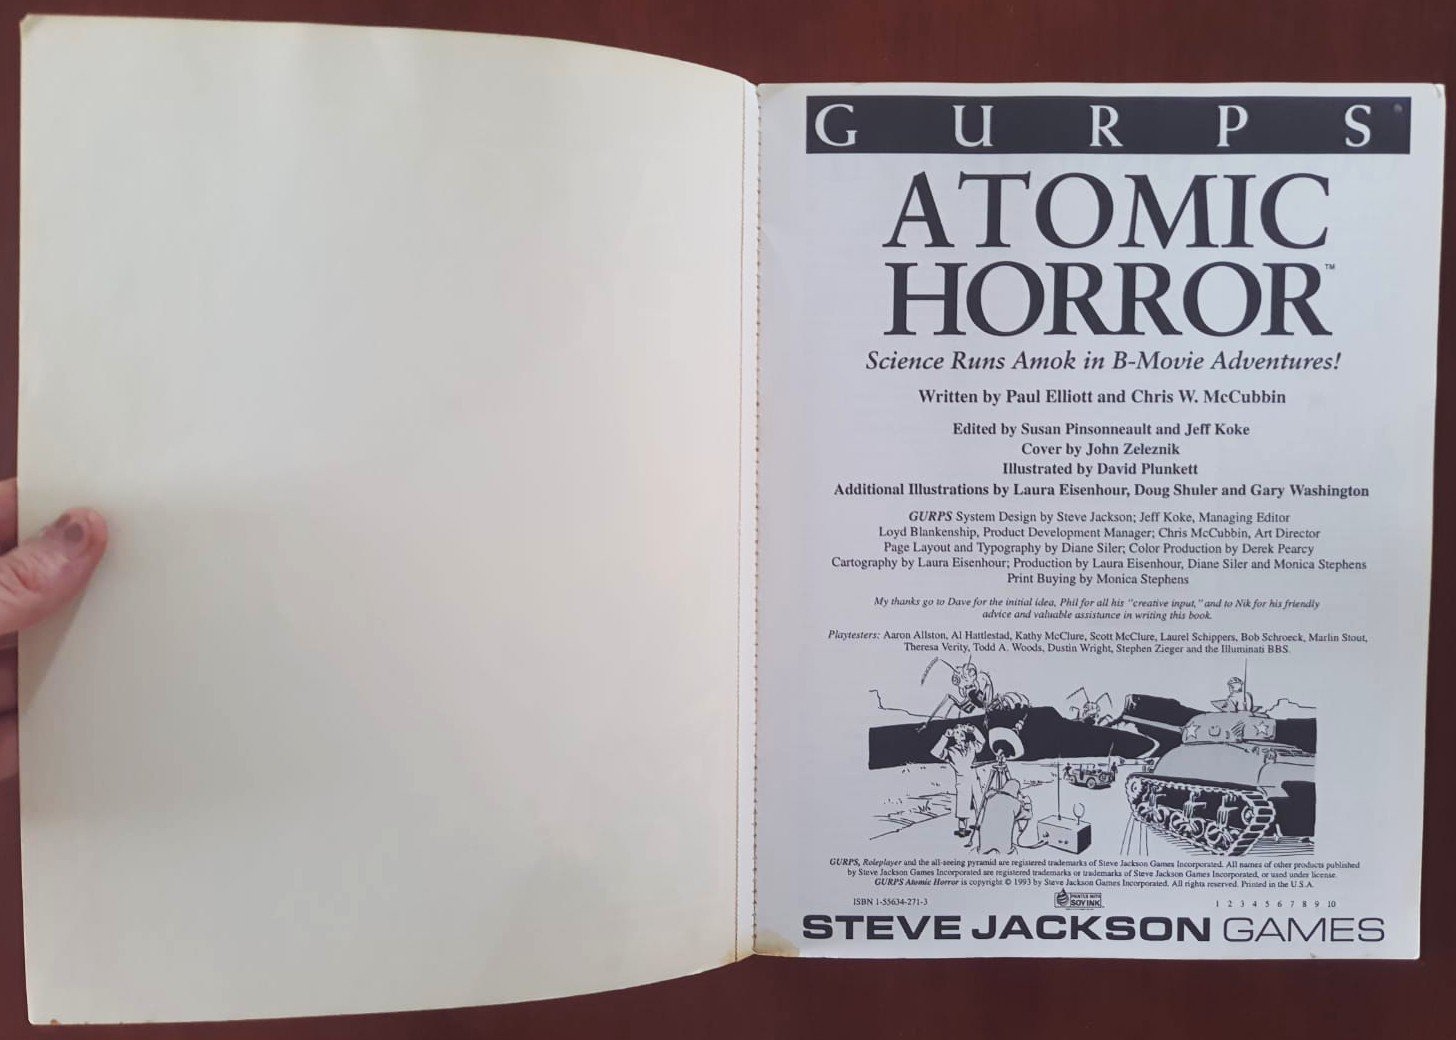 GURPS
ATOMIC
HORROR™
Science Runs Amok in B-Movie Adventures!
Written by Paul Elliott and Chris W. McCubbin
Edited by Susan Pinsonneault and Jeff Koke
Cover by John Zeleznik
Illustrated by David Plunkett
Additional Illustrations by Laura Eisenhour, Doug Shuler and Gary Washington
GURPS System Design by Steve Jackson; Jeff Koke, Managing Editor
Loyd Blankenship, Product Development Manager; Chris McCubbin, Art Director
Page Layout and Typography by Diane Siler; Color Production by Derek Pearcy
Cartography by Laura Eisenhour; Production by Laura Eisenhour, Diane Siler and Monica Stephens
Print Buying by Monica Stephens
My thanks go to Dave for the initial idea, Phil for all his "creative input," and to Nik for his friendly
advice and valuable assistance in writing this book.
Playtesters: Aaron Allston, Al Hattlestad, Kathy McClure, Scott McClure, Laurel Schippers, Bob Schroeck, Marlin Stout,
Theresa Verity, Todd A. Woods, Dustin Wright, Stephen Zieger and the Illuminati BBS.
GURPS, Roleplayer and the all-seeing pyramid are registered trademarks of Steve Jackson Games Incorporated. All names of other products published
by Steve Jackson Games Incorporated are registered trademarks or trademarks of Steve Jackson Games Incorporated, or used under license.
GURPS Atomic Horror is copyright © 1993 by Steve Jackson Games Incorporated. All rights reserved. Printed in the U.S.A.
ISBN 1-55634-271-3
PRINTED WITH
SOY INK
1 2 3 4 5 6 7 8 9 10
STEVE JACKSON GAMES